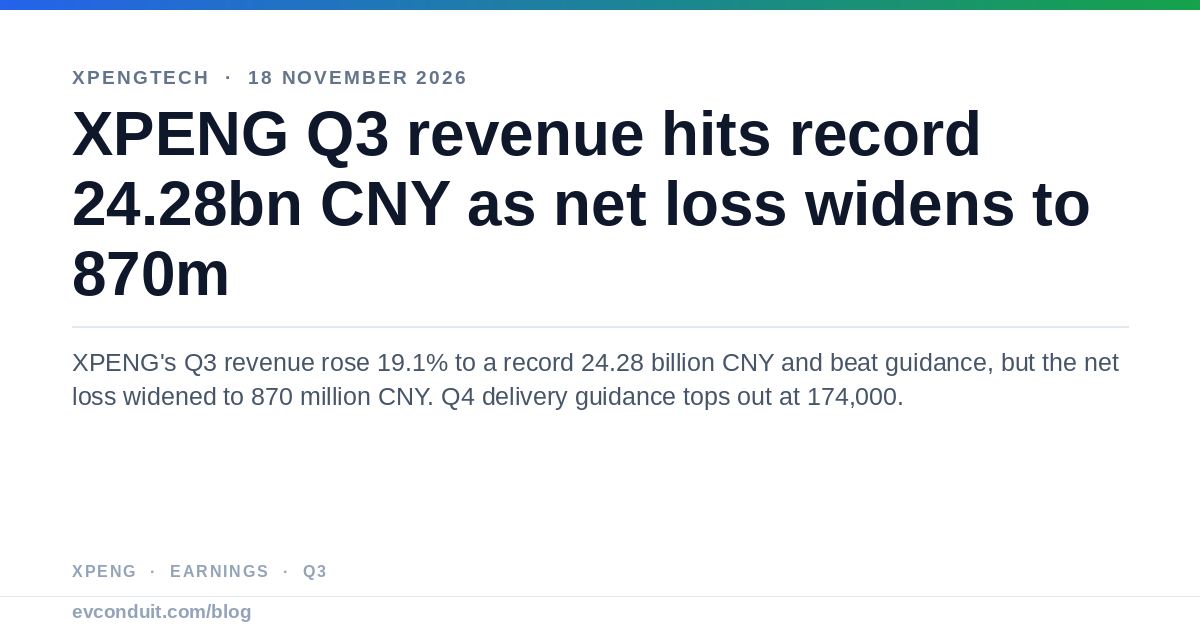 XPENGTECH · 18 NOVEMBER 2026
XPENG Q3 revenue hits record
24.28bn CNY as net loss widens to
870m
XPENG's Q3 revenue rose 19.1% to a record 24.28 billion CNY and beat guidance, but the net
loss widened to 870 million CNY. Q4 delivery guidance tops out at 174,000.
XPENG · EARNINGS · Q3
evconduit.com/blog